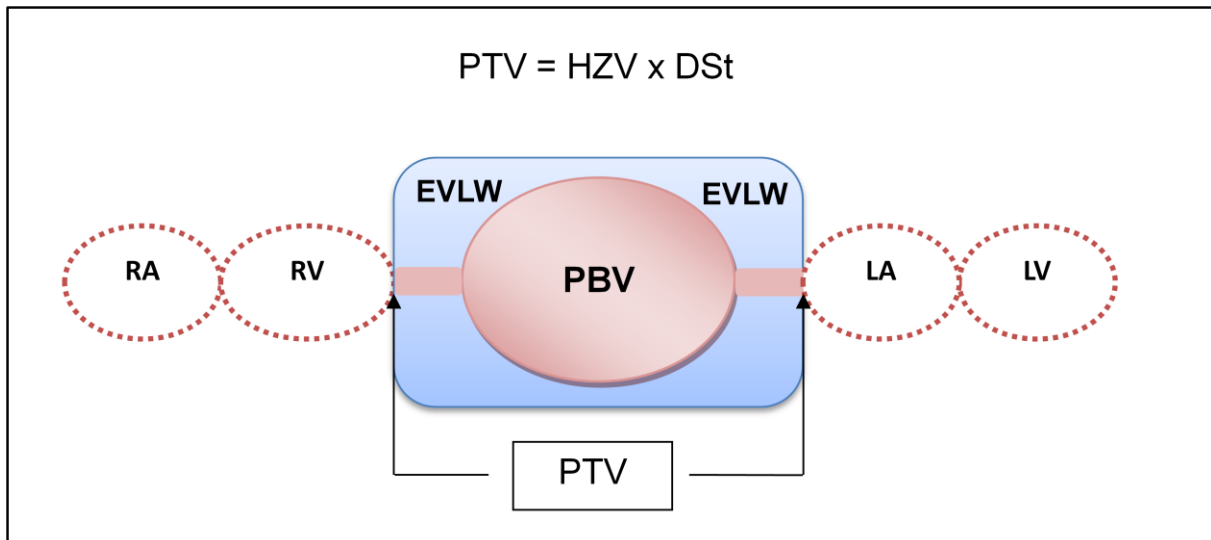 PTV = HZV x DSt
EVLW EVLW
RA RV PBV LA LV
PTV